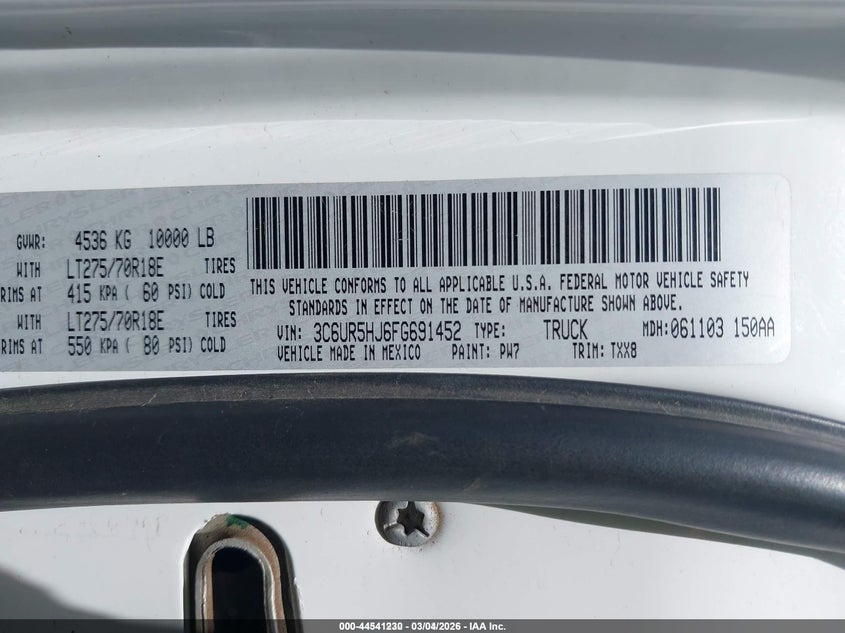 GVWR: 4536 KG 10000 LB
WITH LT275/70R18E TIRES
RIMS AT 415 KPA ( 60 PSI) COLD
WITH LT275/70R18E TIRES
RIMS AT 550 KPA ( 80 PSI) COLD
THIS VEHICLE CONFORMS TO ALL APPLICABLE U.S.A. FEDERAL MOTOR VEHICLE SAFETY
STANDARDS IN EFFECT ON THE DATE OF MANUFACTURE SHOWN ABOVE.
VIN: 3C6UR5HJ6FG691452 TYPE: TRUCK MDH:061103 150AA
VEHICLE MADE IN MEXICO PAINT: PW7 TRIM: TXX8
000-44541230 - 03/04/2026 - IAA Inc.